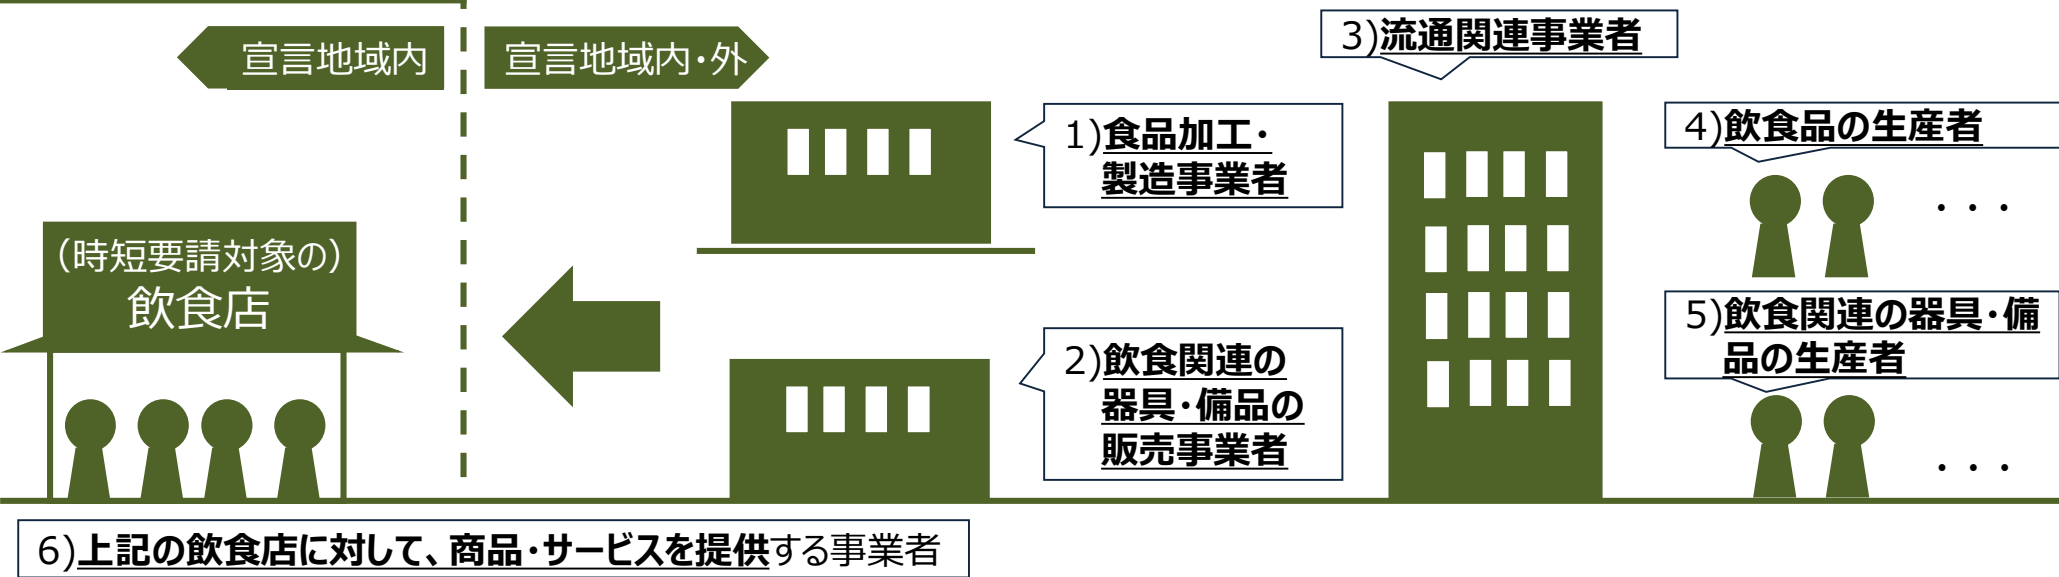 宣言地域内
宣言地域内・外
3)流通関連事業者
1)食品加工・
製造事業者
4)飲食品の生産者
・・・
(時短要請対象の)
飲食店
2)飲食関連の
器具・備品の
販売事業者
5)飲食関連の器具・備
品の生産者
・・・
6)上記の飲食店に対して、商品・サービスを提供する事業者